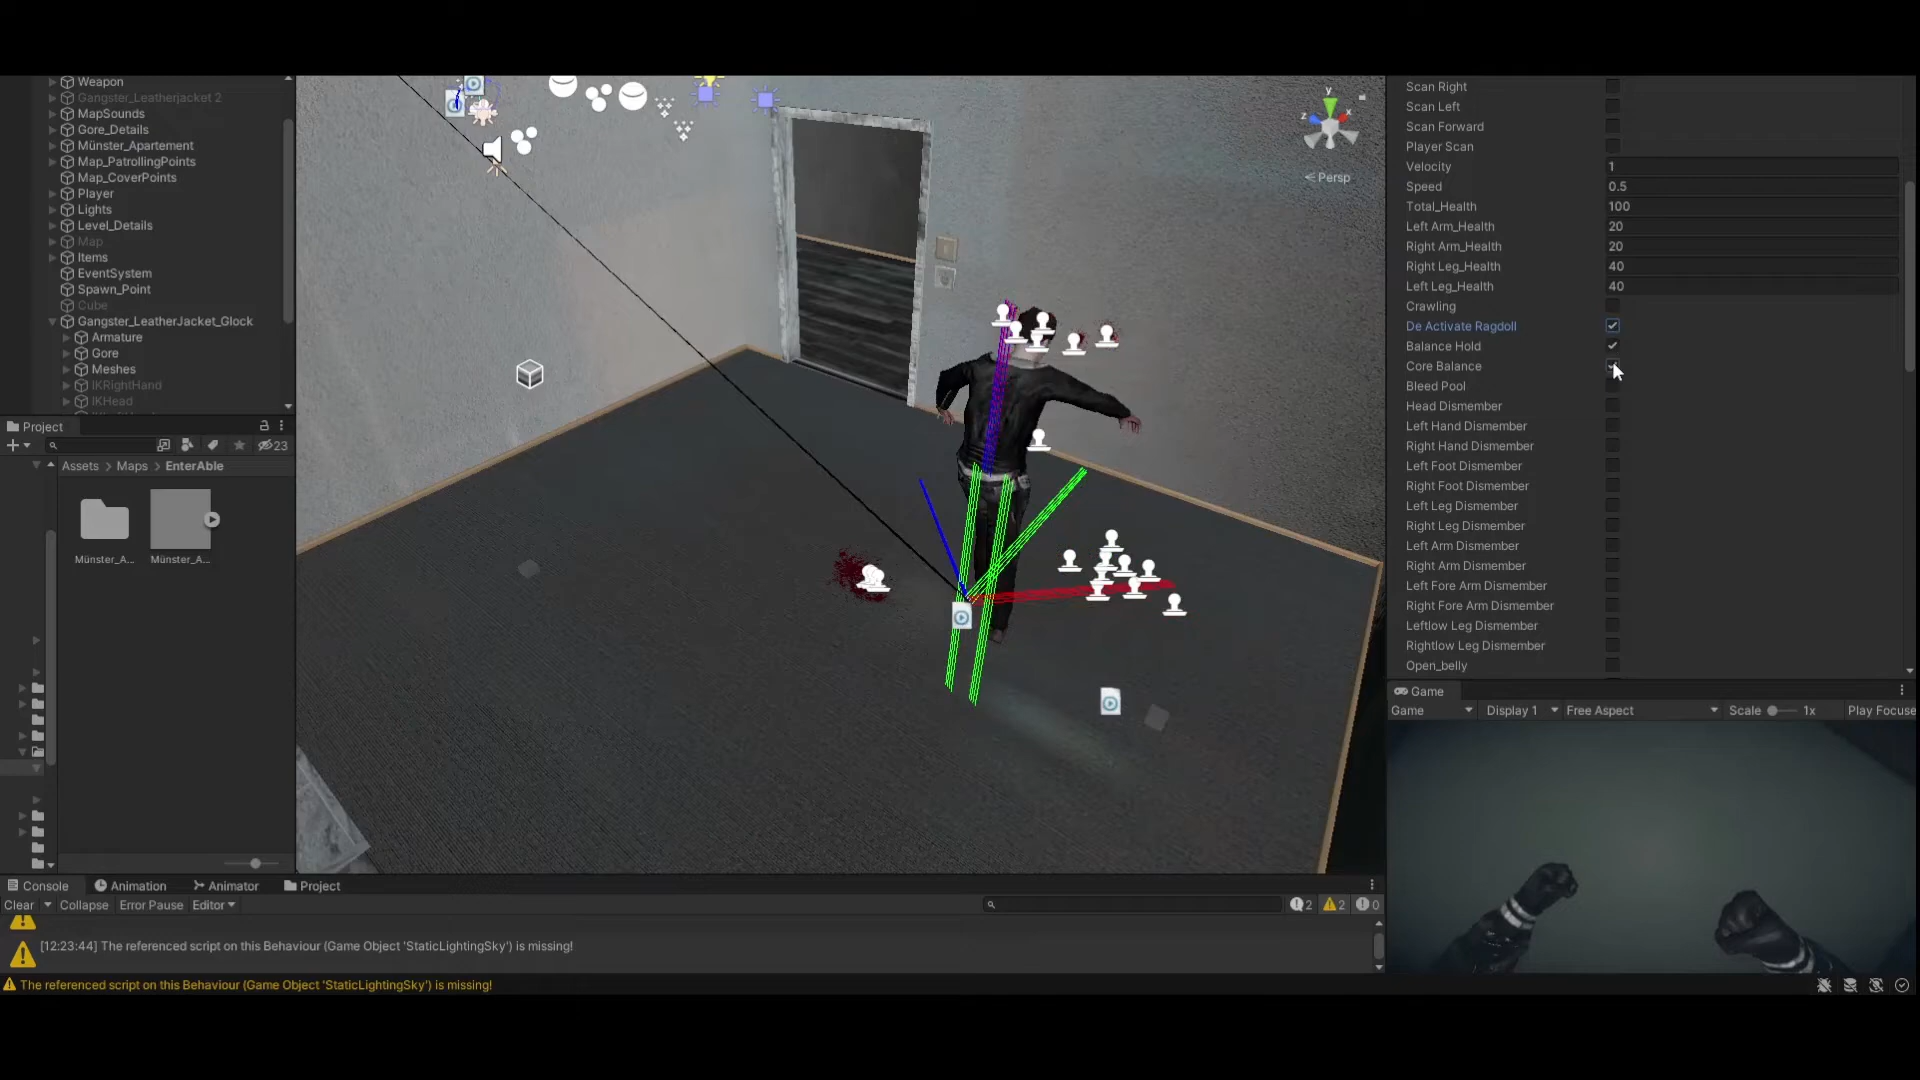 Weapon
Gangster_Leatherjacket 2
MapSounds
Gore_Details
Münster_Apartement
Map_PatrollingPoints
Map_CoverPoints
Player
Lights
Level_Details
Map
Items
EventSystem
Spawn_Point
Cube
Gangster_LeatherJacket_Glock
Armature
Gore
Meshes
IKRightHand
IKHead
Project
23
Assets Maps EnterAble
Münster_A... Münster_A...
y
z x
Persp
Scan Right
Scan Left
Scan Forward
Player Scan
Velocity 1
Speed 0.5
Total_Health 100
Left Arm_Health 20
Right Arm_Health 20
Right Leg_Health 40
Left Leg_Health 40
Crawling
De Activate Ragdoll
Balance Hold
Core Balance
Bleed Pool
Head Dismember
Left Hand Dismember
Right Hand Dismember
Left Foot Dismember
Right Foot Dismember
Left Leg Dismember
Right Leg Dismember
Left Arm Dismember
Right Arm Dismember
Left Fore Arm Dismember
Right Fore Arm Dismember
Leftlow Leg Dismember
Rightlow Leg Dismember
Open_belly
Game
Game Display 1 Free Aspect Scale 1x Play Focuse
Console Animation Animator Project
Clear Collapse Error Pause Editor 2 2 0
[12:23:44] The referenced script on this Behaviour (Game Object 'StaticLightingSky') is missing!
The referenced script on this Behaviour (Game Object 'StaticLightingSky') is missing!